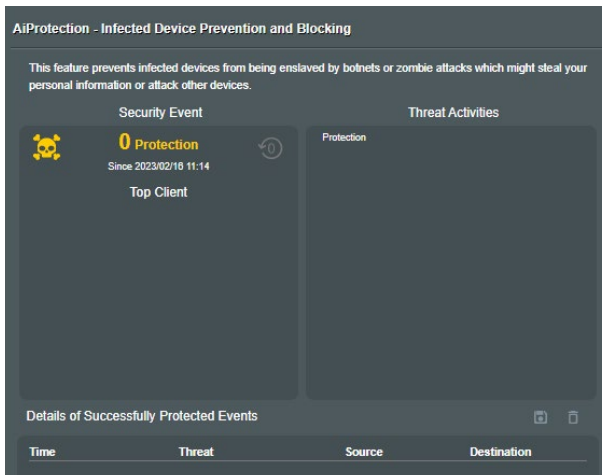 AiProtection - Infected Device Prevention and Blocking
This feature prevents infected devices from being enslaved by botnets or zombie attacks which might steal your
personal information or attack other devices.
Security Event
Threat Activities
0 Protection
0
Since 2023/02/16 11:14
Top Client
Protection
Details of Successfully Protected Events
Time Threat Source Destination